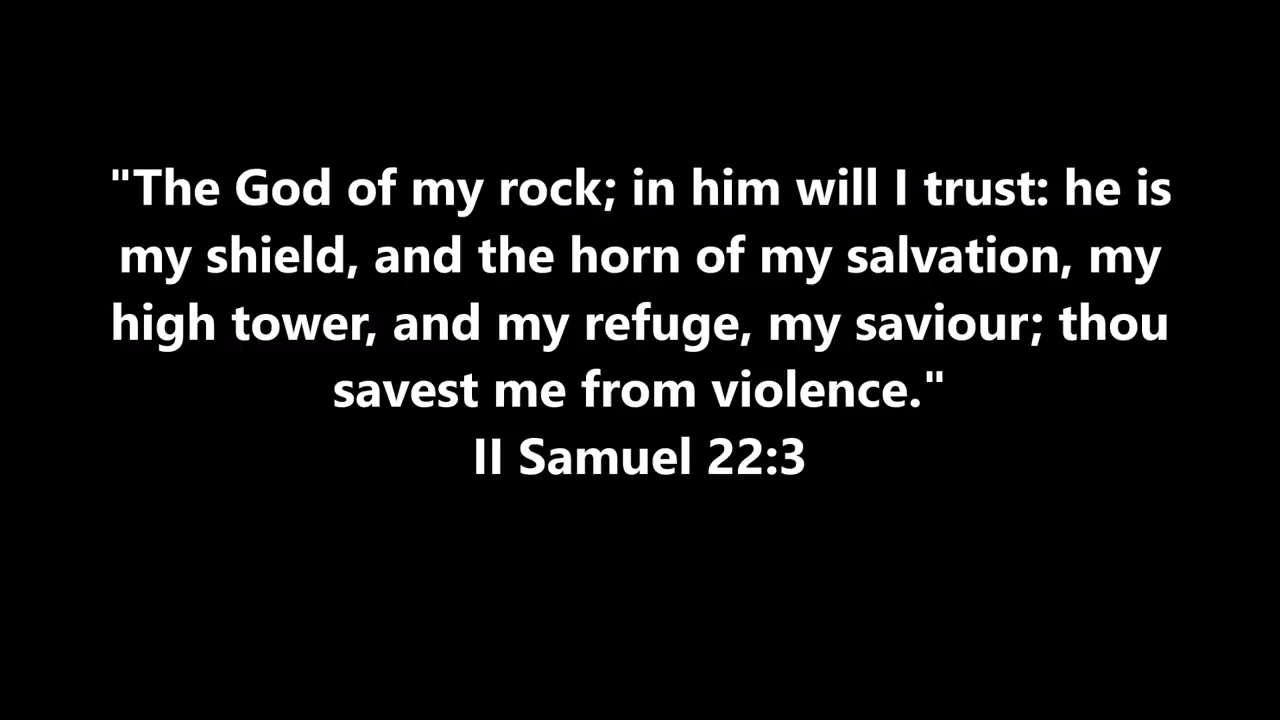 "The God of my rock; in him will I trust: he is
my shield, and the horn of my salvation, my
high tower, and my refuge, my saviour; thou
savest me from violence."
II Samuel 22:3